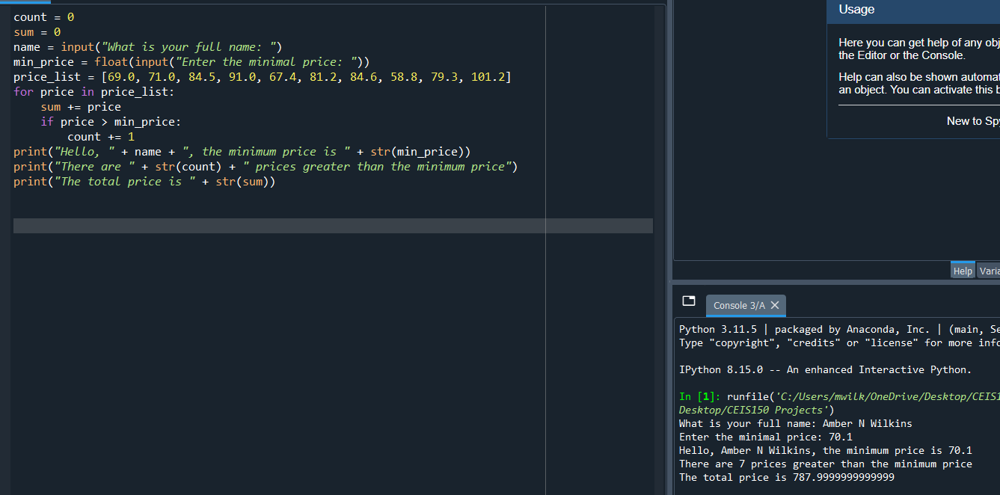 count = 0
sum = 0
name = input("What is your full name: ")
min_price = float(input("Enter the minimal price: "))
price_list = [69.0, 71.0, 84.5, 91.0, 67.4, 81.2, 84.6, 58.8, 79.3, 101.2]
for price in price_list:
    sum += price
    if price > min_price:
        count += 1
print("Hello, " + name + ", the minimum price is " + str(min_price))
print("There are " + str(count) + " prices greater than the minimum price")
print("The total price is " + str(sum))
Usage
Here you can get help of any obj
the Editor or the Console.
Help can also be shown automat
an object. You can activate this b
New to Spy
Help Varia
Console 3/A
Python 3.11.5 | packaged by Anaconda, Inc. | (main, Se
Type "copyright", "credits" or "license" for more info
IPython 8.15.0 -- An enhanced Interactive Python.
In [1]: runfile('C:/Users/mwilk/OneDrive/Desktop/CEIS1
Desktop/CEIS150 Projects')
What is your full name: Amber N Wilkins
Enter the minimal price: 70.1
Hello, Amber N Wilkins, the minimum price is 70.1
There are 7 prices greater than the minimum price
The total price is 787.9999999999999